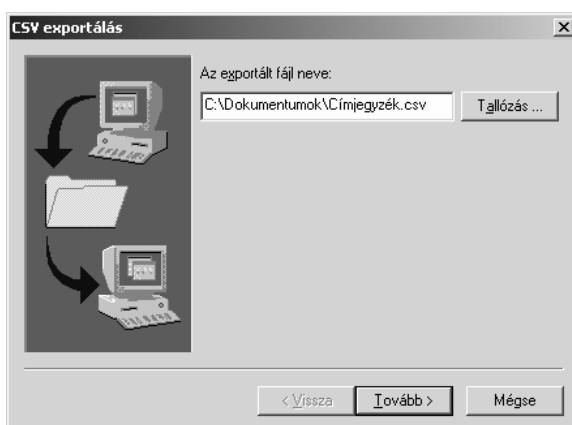 CSV exportálás
Az exportált fájl neve:
C:\Dokumentumok\Címjegyzék.csv
Tallózás ...
< Vissza
Tovább >
Mégse